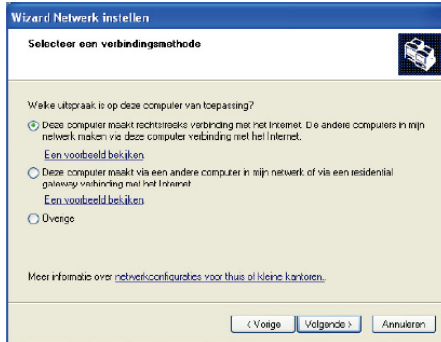 Wizard Netwerk instellen
Selecteer een verbindingsmethode
Welke uitspraak is op deze computer van toepassing?
Deze computer maakt rechtstreeks verbinding met het Internet. De andere computers in mijn
netwerk maken via deze computer verbinding met het Internet.
Een voorbeeld bekijken
Deze computer maakt via een andere computer in mijn netwerk of via een residential
gateway verbinding met het Internet
Een voorbeeld bekijken
Overige
Meer informatie over netwerkconfiguraties voor thuis of kleine kantoren..
< Vorige Volgende > Annuleren